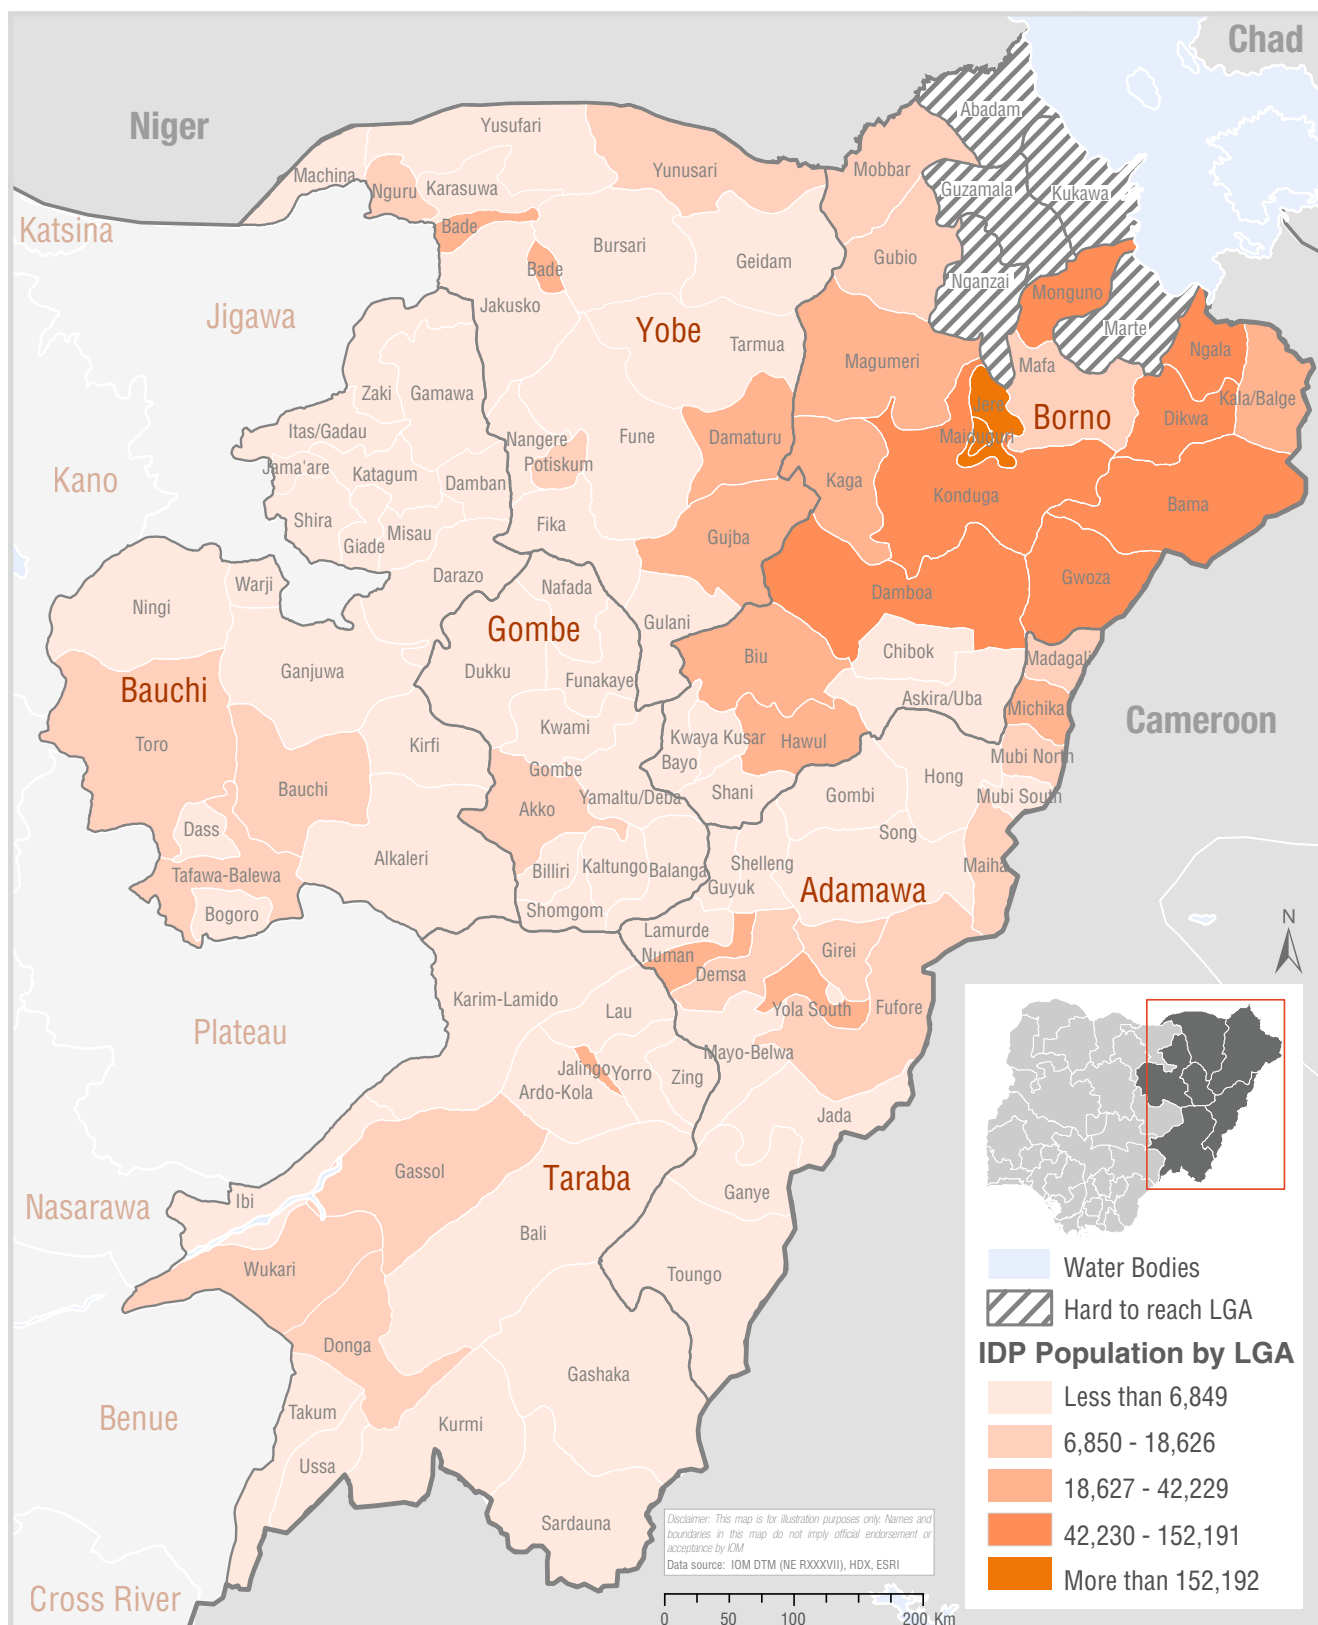 Chad
Niger
Abadam
Yusufari
Yunusari
Mobbar
Machina
Nguru
Karasuwa
Guzamala
Kukawa
Katsina
Bade
Bursari
Geidam
Gubio
Bade
Nganzai
Monguno
Jakusko
Jigawa
Yobe
Marte
Tarmua
Magumeri
Mafa
Ngala
Zaki
Gamawa
Kala/Balge
Jere
Borno
Dikwa
Itas/Gadau
Nangere
Fune
Damaturu
Maiduguri
Jama'are
Katagum
Potiskum
Kano
Damban
Kaga
Konduga
Bama
Shira
Misau
Fika
Giade
Gujba
Darazo
Gwoza
Warji
Nafada
Damboa
Ningi
Gombe
Gulani
Chibok
Biu
Madagali
Ganjuwa
Dukku
Funakaye
Bauchi
Askira/Uba
Michika
Cameroon
Toro
Kwami
Kirfi
Kwaya Kusar
Hawul
Bayo
Mubi North
Gombe
Hong
Bauchi
Akko
Yamaltu/Deba
Shani
Gombi
Mubi South
Dass
Song
Alkaleri
Billiri
Kaltungo
Balanga
Shelleng
Maiha
Tafawa-Balewa
Guyuk
Adamawa
Bogoro
Shomgom
Lamurde
Numan
Girei
Demsa
N
Karim-Lamido
Lau
Yola South
Fufore
Plateau
Mayo-Belwa
Jalingo
Yorro
Zing
Ardo-Kola
Jada
Gassol
Taraba
Ganye
Nasarawa
Ibi
Bali
Wukari
Toungo
Water Bodies
Hard to reach LGA
Donga
IDP Population by LGA
Gashaka
Less than 6,849
Benue
Takum
Kurmi
6,850 - 18,626
Ussa
18,627 - 42,229
Sardauna
42,230 - 152,191
More than 152,192
Disclaimer: This map is for illustration purposes only. Names and
boundaries in this map do not imply official endorsement or
acceptance by IOM
Data source: IOM DTM (NE RXXXVII), HDX, ESRI
Cross River
0 50 100 200 Km